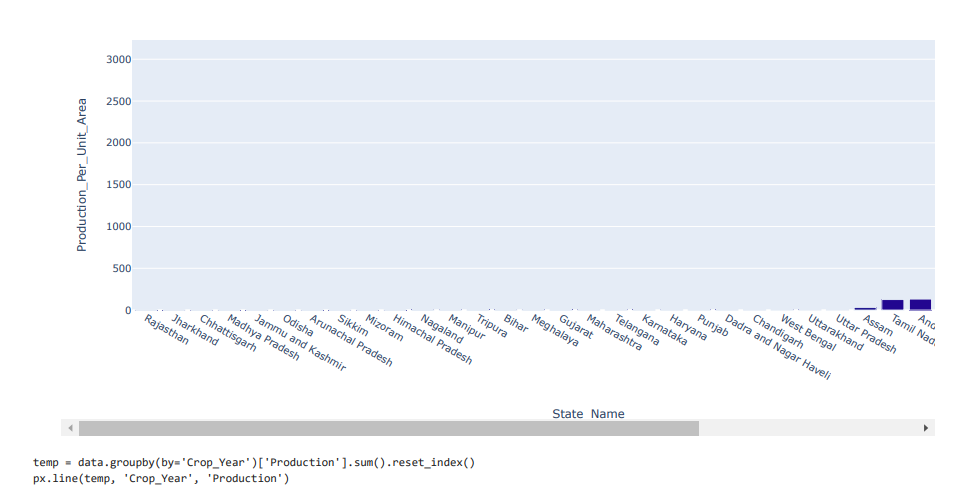 3000
2500
2000
1500
1000
500
0
Production_Per_Unit_Area
Rajasthan
Jharkhand
Chhattisgarh
Madhya Pradesh
Jammu and Kashmir
Odisha
Arunachal Pradesh
Sikkim
Mizoram
Himachal Pradesh
Nagaland
Manipur
Tripura
Bihar
Meghalaya
Gujarat
Maharashtra
Telangana
Karnataka
Haryana
Punjab
Dadra and Nagar Haveli
Chandigarh
West Bengal
Uttarakhand
Uttar Pradesh
Assam
Tamil Nad
And
State_Name
temp = data.groupby(by='Crop_Year')['Production'].sum().reset_index()
px.line(temp, 'Crop_Year', 'Production')